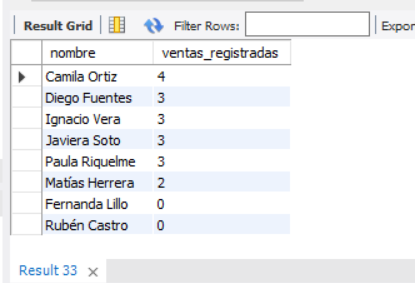 Result Grid Filter Rows: Expor
nombre ventas_registradas
Camila Ortiz 4
Diego Fuentes 3
Ignacio Vera 3
Javiera Soto 3
Paula Riquelme 3
Matías Herrera 2
Fernanda Lillo 0
Rubén Castro 0
Result 33 ×